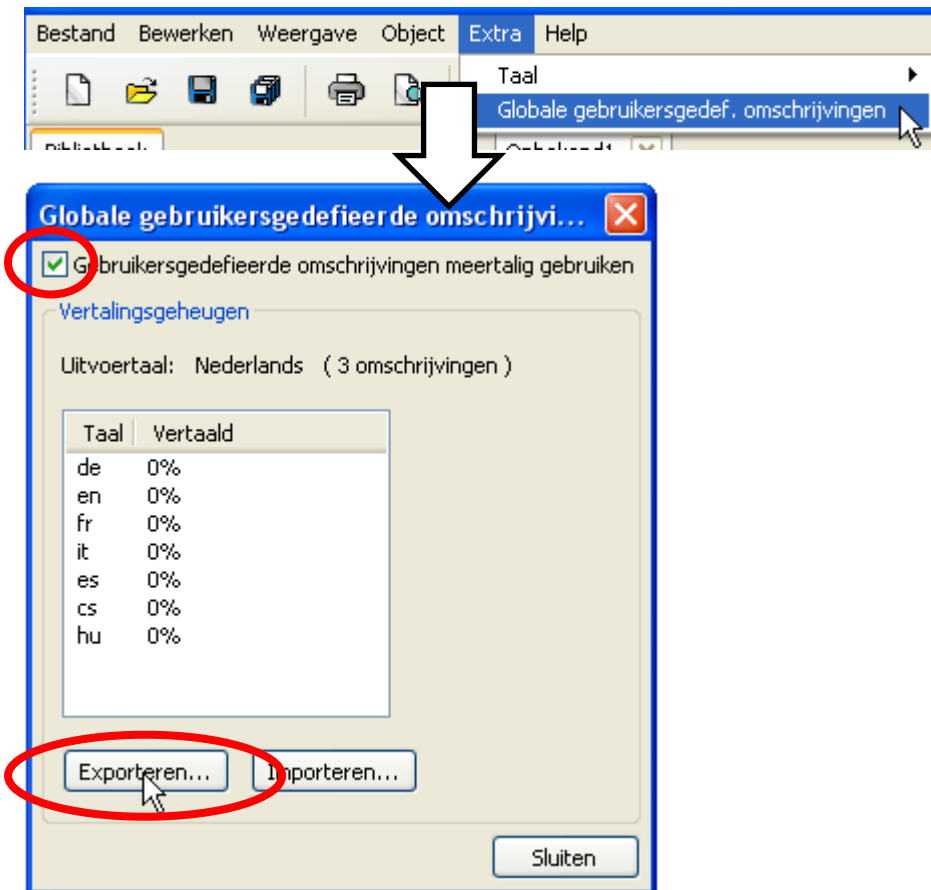 Bestand Bewerken Weergave Object Extra Help
Taal
Globale gebruikersgedef. omschrijvingen
Globale gebruikersgedefieerde omschrijvi...
Gebruikersgedefieerde omschrijvingen meertalig gebruiken
Vertalingsgeheugen
Uitvoertaal: Nederlands ( 3 omschrijvingen )
Taal Vertaald
de 0%
en 0%
fr 0%
it 0%
es 0%
cs 0%
hu 0%
Exporteren... Importeren...
Sluiten